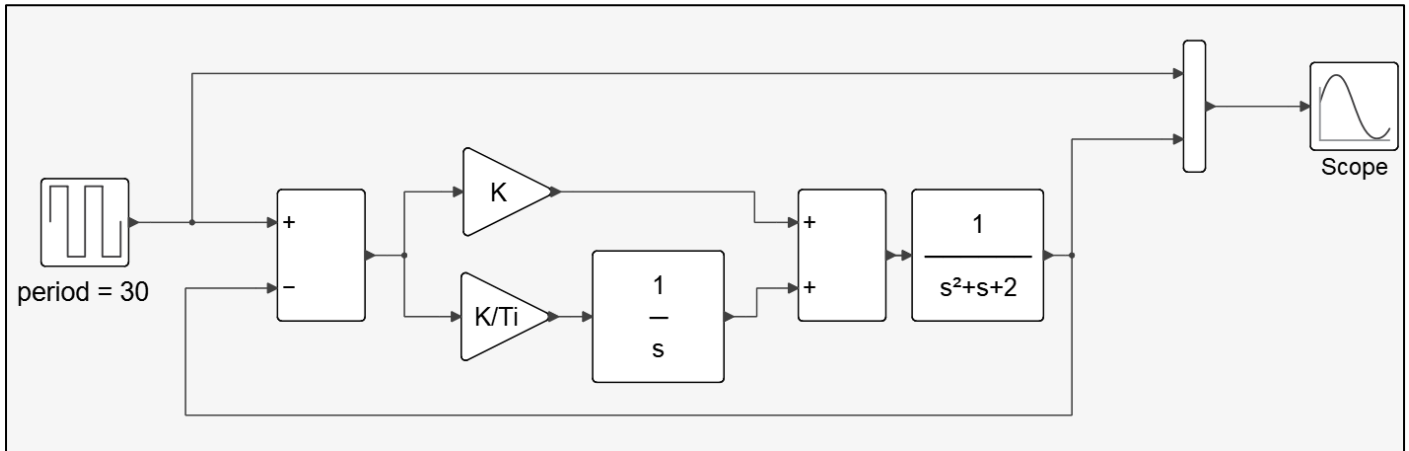 Scope
period = 30
+
−
K
K/Ti
1
s
+
+
1
s²+s+2